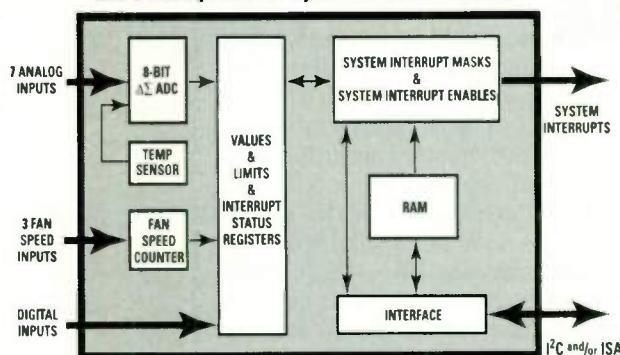 7 ANALOG
INPUTS
8-BIT
ΔΣ ADC
TEMP
SENSOR
3 FAN
SPEED
INPUTS
FAN
SPEED
COUNTER
DIGITAL
INPUTS
VALUES
&
LIMITS
&
INTERRUPT
STATUS
REGISTERS
SYSTEM INTERRUPT MASKS
&
SYSTEM INTERRUPT ENABLES
SYSTEM
INTERRUPTS
RAM
INTERFACE
I²C and/or ISA